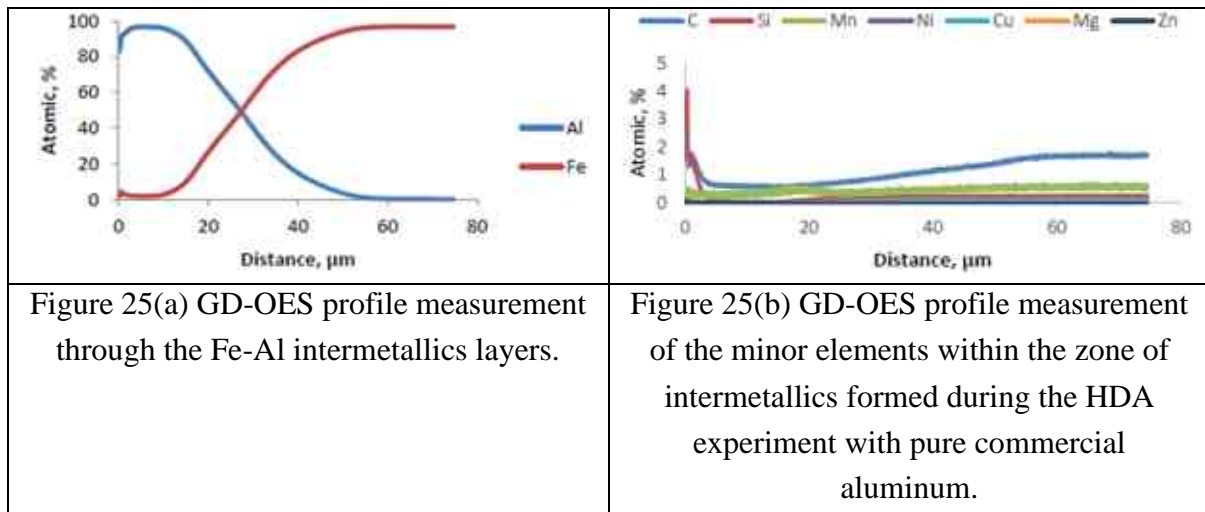 100
80
60
40
20
0
Atomic, %
0 20 40 60 80
Distance, µm
Al
Fe
C Si Mn Ni Cu Mg Zn
5
4
3
2
1
0
Atomic, %
0 20 40 60 80
Distance, µm
Figure 25(a) GD-OES profile measurement
through the Fe-Al intermetallics layers.
Figure 25(b) GD-OES profile measurement
of the minor elements within the zone of
intermetallics formed during the HDA
experiment with pure commercial
aluminum.